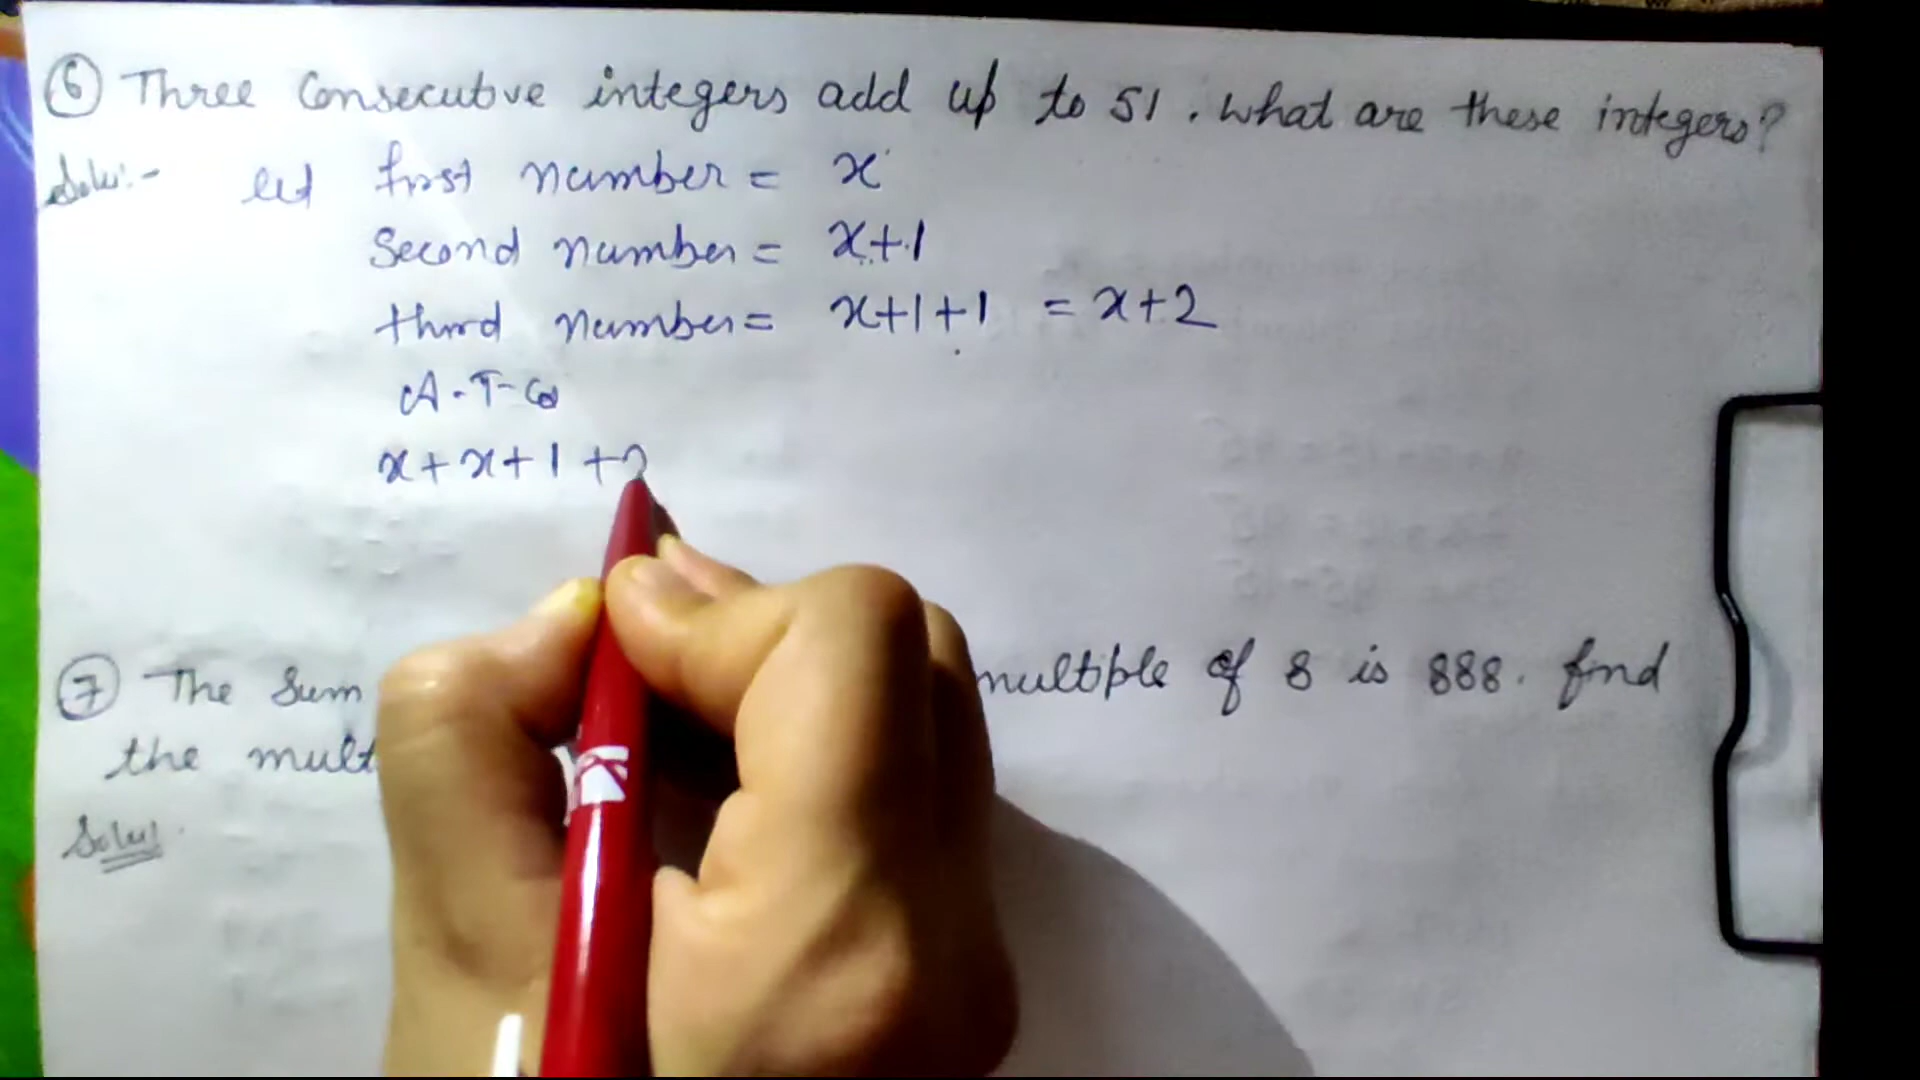 6 Three Consecutive integers add up to 51. What are these integers?
Solu:- let first number = x
Second number = x+1
third number = x+1+1 = x+2
A.T.Q
x + x + 1 +
7 The Sum multiple of 8 is 888. find
the mult
Solu: